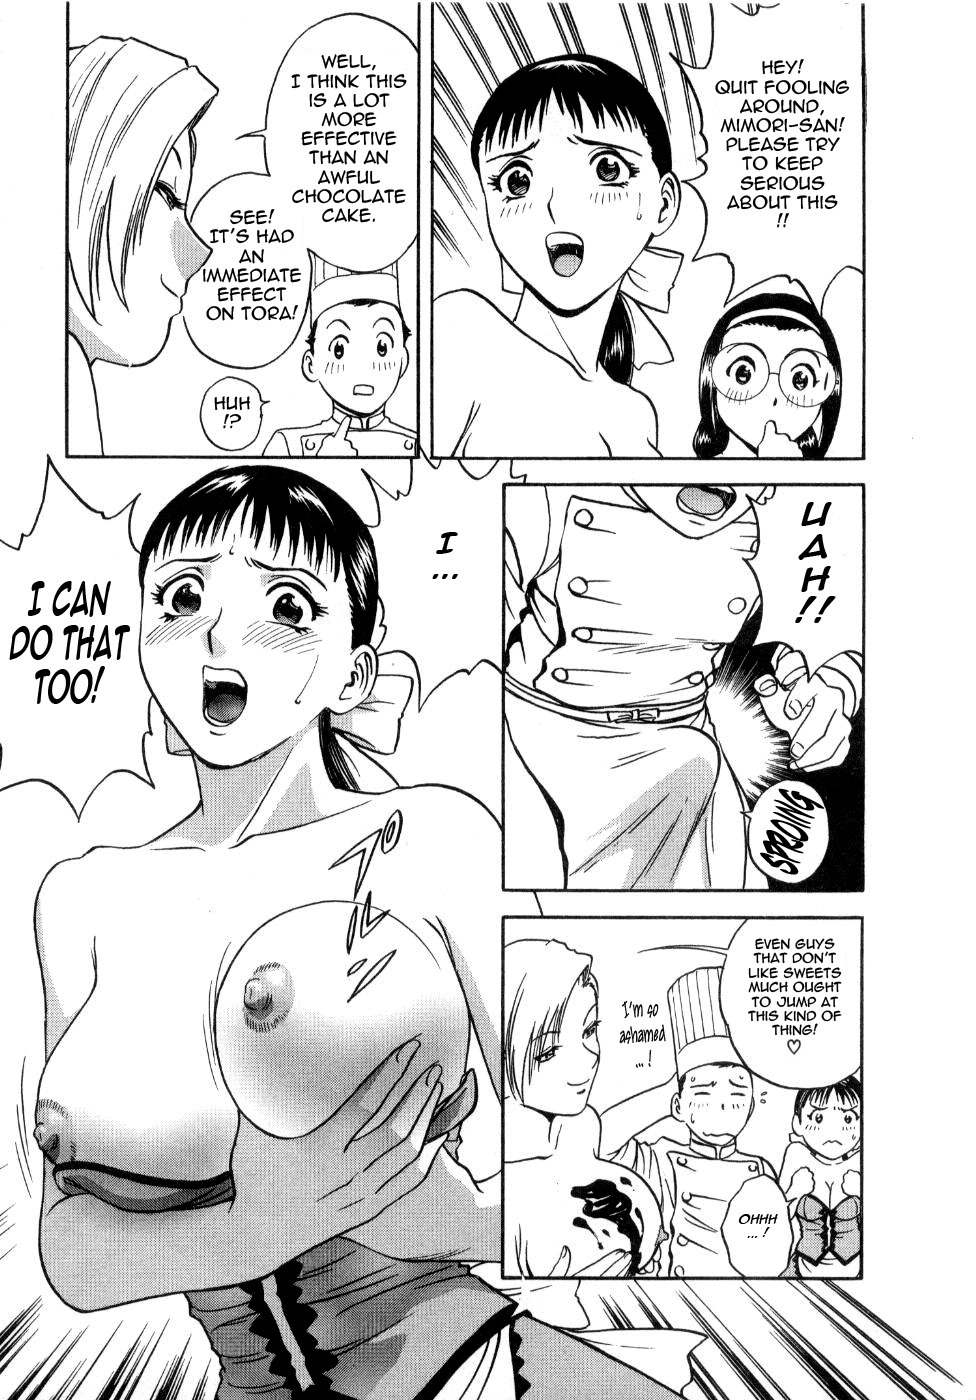 HEY!
QUIT FOOLING
AROUND,
MIMORI-SAN!
PLEASE TRY
TO KEEP
SERIOUS
ABOUT THIS
!!
WELL,
I THINK THIS
IS A LOT
MORE
EFFECTIVE
THAN AN
AWFUL
CHOCOLATE
CAKE.
SEE!
IT'S HAD
AN
IMMEDIATE
EFFECT
ON TORA!
HUH
!?
UAH!!
SPROING
EVEN GUYS
THAT DON'T
LIKE SWEETS
MUCH OUGHT
TO JUMP AT
THIS KIND OF
THING!
♡
I'm so
ashamed
...!
OHHH
...!
I
...
I CAN
DO THAT
TOO!